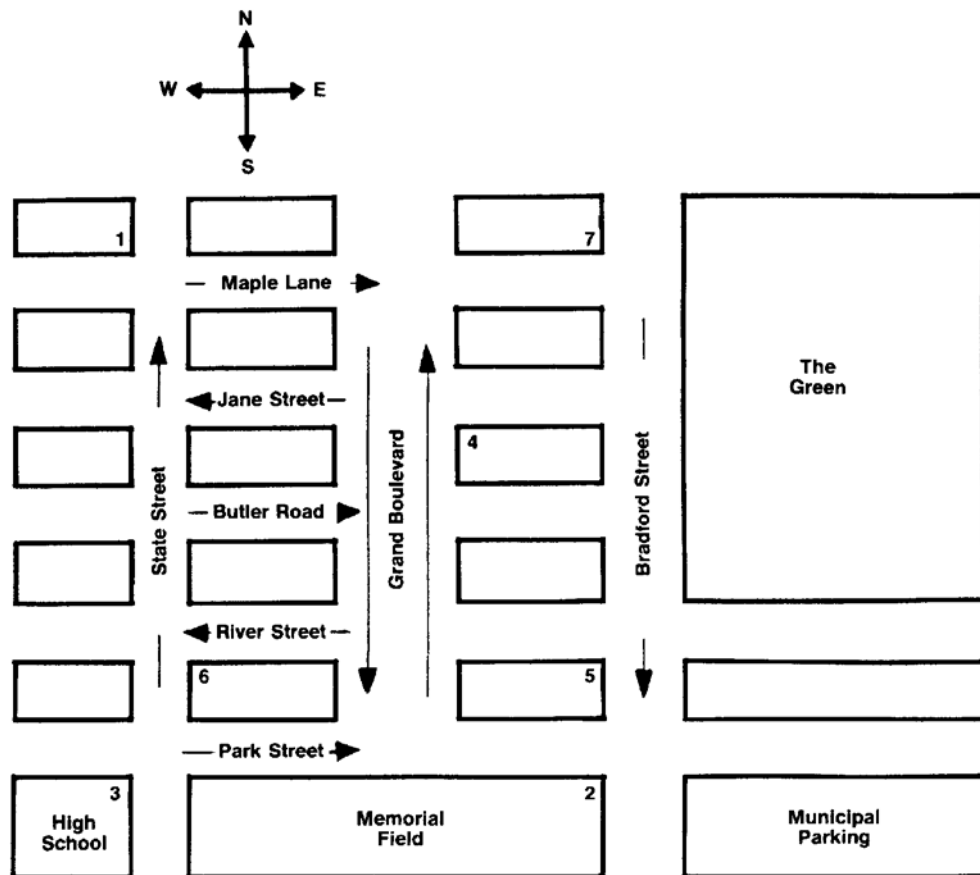 N
W E
S
1
7
Maple Lane
The
Green
Jane Street
4
State Street
Butler Road
Grand Boulevard
Bradford Street
River Street
6
5
Park Street
3
High
School
2
Memorial
Field
Municipal
Parking